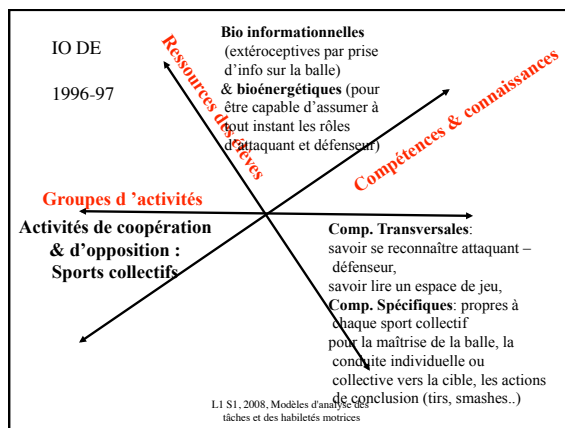 IO DE
1996-97
Ressources des élèves
Bio informationnelles
(extéroceptives par prise
d'info sur la balle)
& bioénergétiques (pour
être capable d'assumer à
tout instant les rôles
d'attaquant et défenseur)
Compétences & connaissances
Groupes d 'activités
Activités de coopération
& d'opposition :
Sports collectifs
Comp. Transversales:
savoir se reconnaître attaquant –
défenseur,
savoir lire un espace de jeu,
Comp. Spécifiques: propres à
chaque sport collectif
pour la maîtrise de la balle, la
conduite individuelle ou
collective vers la cible, les actions
de conclusion (tirs, smashes..)
L1 S1, 2008, Modèles d'analyse des
tâches et des habiletés motrices